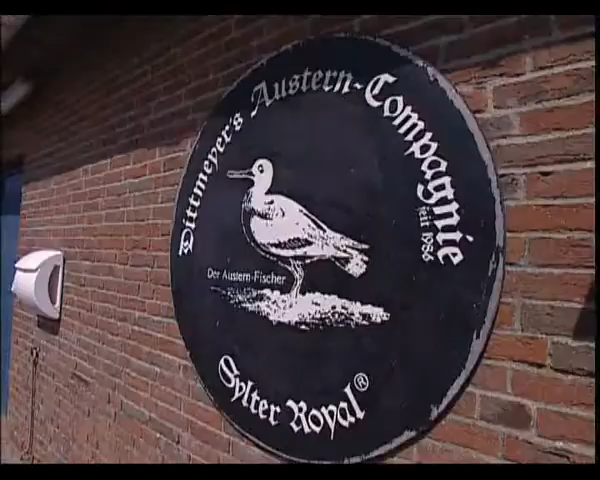 Dittmeyer's Austern-Compagnie
seit 1986
Der Austern-Fischer
Sylter Royal®